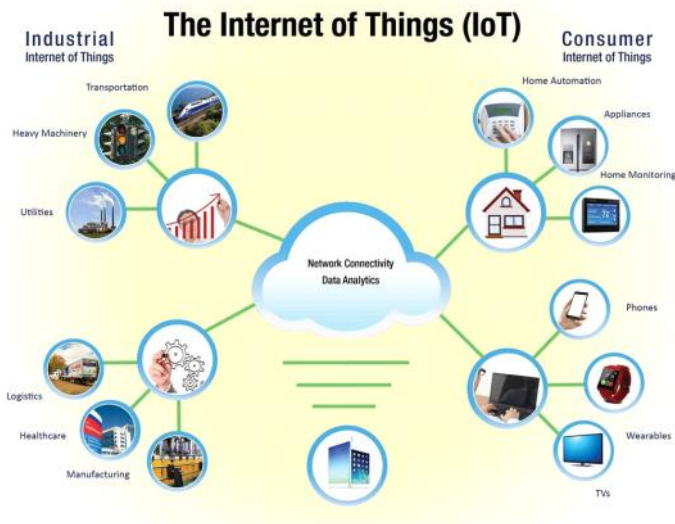 The Internet of Things (IoT)
Industrial
Internet of Things
Consumer
Internet of Things
Transportation
Heavy Machinery
Utilities
Home Automation
Appliances
Home Monitoring
Network Connectivity
Data Analytics
Logistics
Healthcare
Manufacturing
Phones
Wearables
TVs